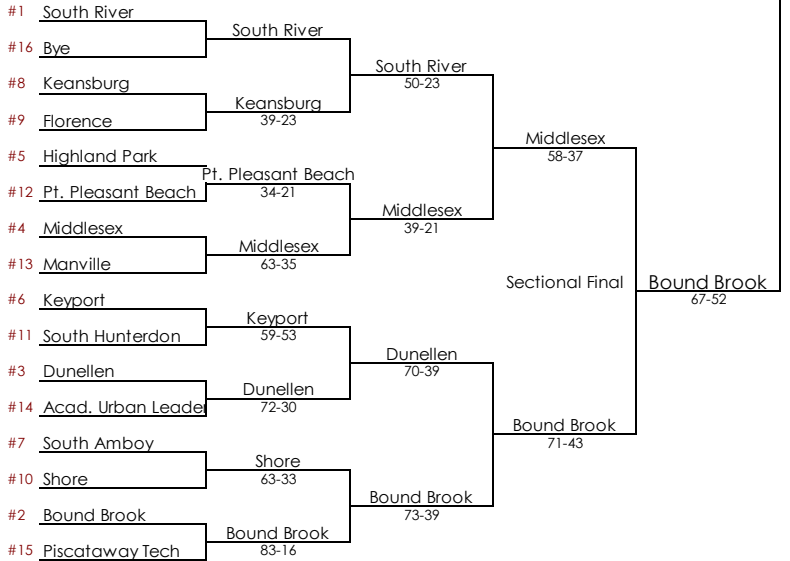 #1 South River
South River
#16 Bye
South River
50-23
#8 Keansburg
Keansburg
39-23
#9 Florence
Middlesex
58-37
#5 Highland Park
Pt. Pleasant Beach
34-21
#12 Pt. Pleasant Beach
Middlesex
39-21
#4 Middlesex
Middlesex
63-35
#13 Manville
Sectional Final
Bound Brook
67-52
#6 Keyport
Keyport
59-53
#11 South Hunterdon
Dunellen
70-39
#3 Dunellen
Dunellen
72-30
#14 Acad. Urban Leader
Bound Brook
71-43
#7 South Amboy
Shore
63-33
#10 Shore
Bound Brook
73-39
#2 Bound Brook
Bound Brook
83-16
#15 Piscataway Tech